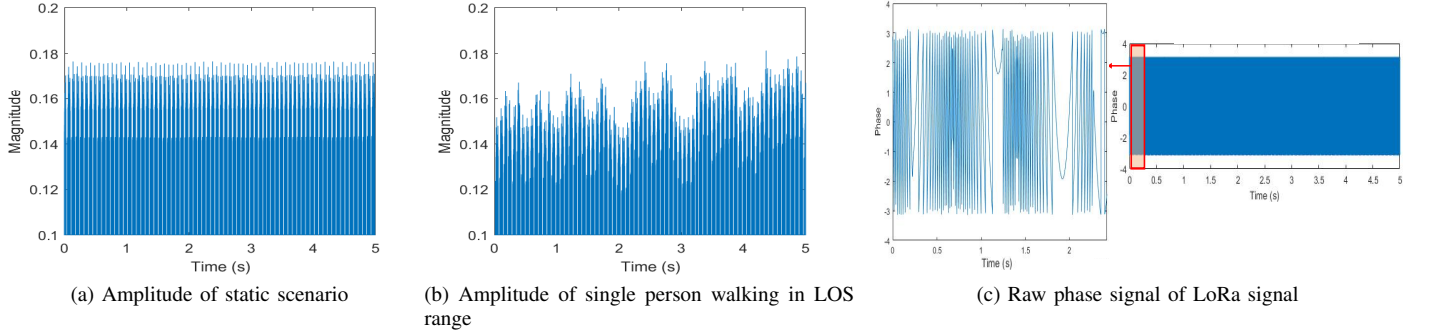 0.2
0.18
0.16
0.14
0.12
0.1
Magnitude
0 1 2 3 4 5
Time (s)
(a) Amplitude of static scenario
0.2
0.18
0.16
0.14
0.12
0.1
Magnitude
0 1 2 3 4 5
Time (s)
(b) Amplitude of single person walking in LOS
range
4
3
2
1
0
-1
-2
-3
-4
Phase
0 0.5 1 1.5 2
Time (s)
4
2
0
-2
-4
Phase
0 0.5 1 1.5 2 2.5 3 3.5 4 4.5 5
Time (s)
(c) Raw phase signal of LoRa signal